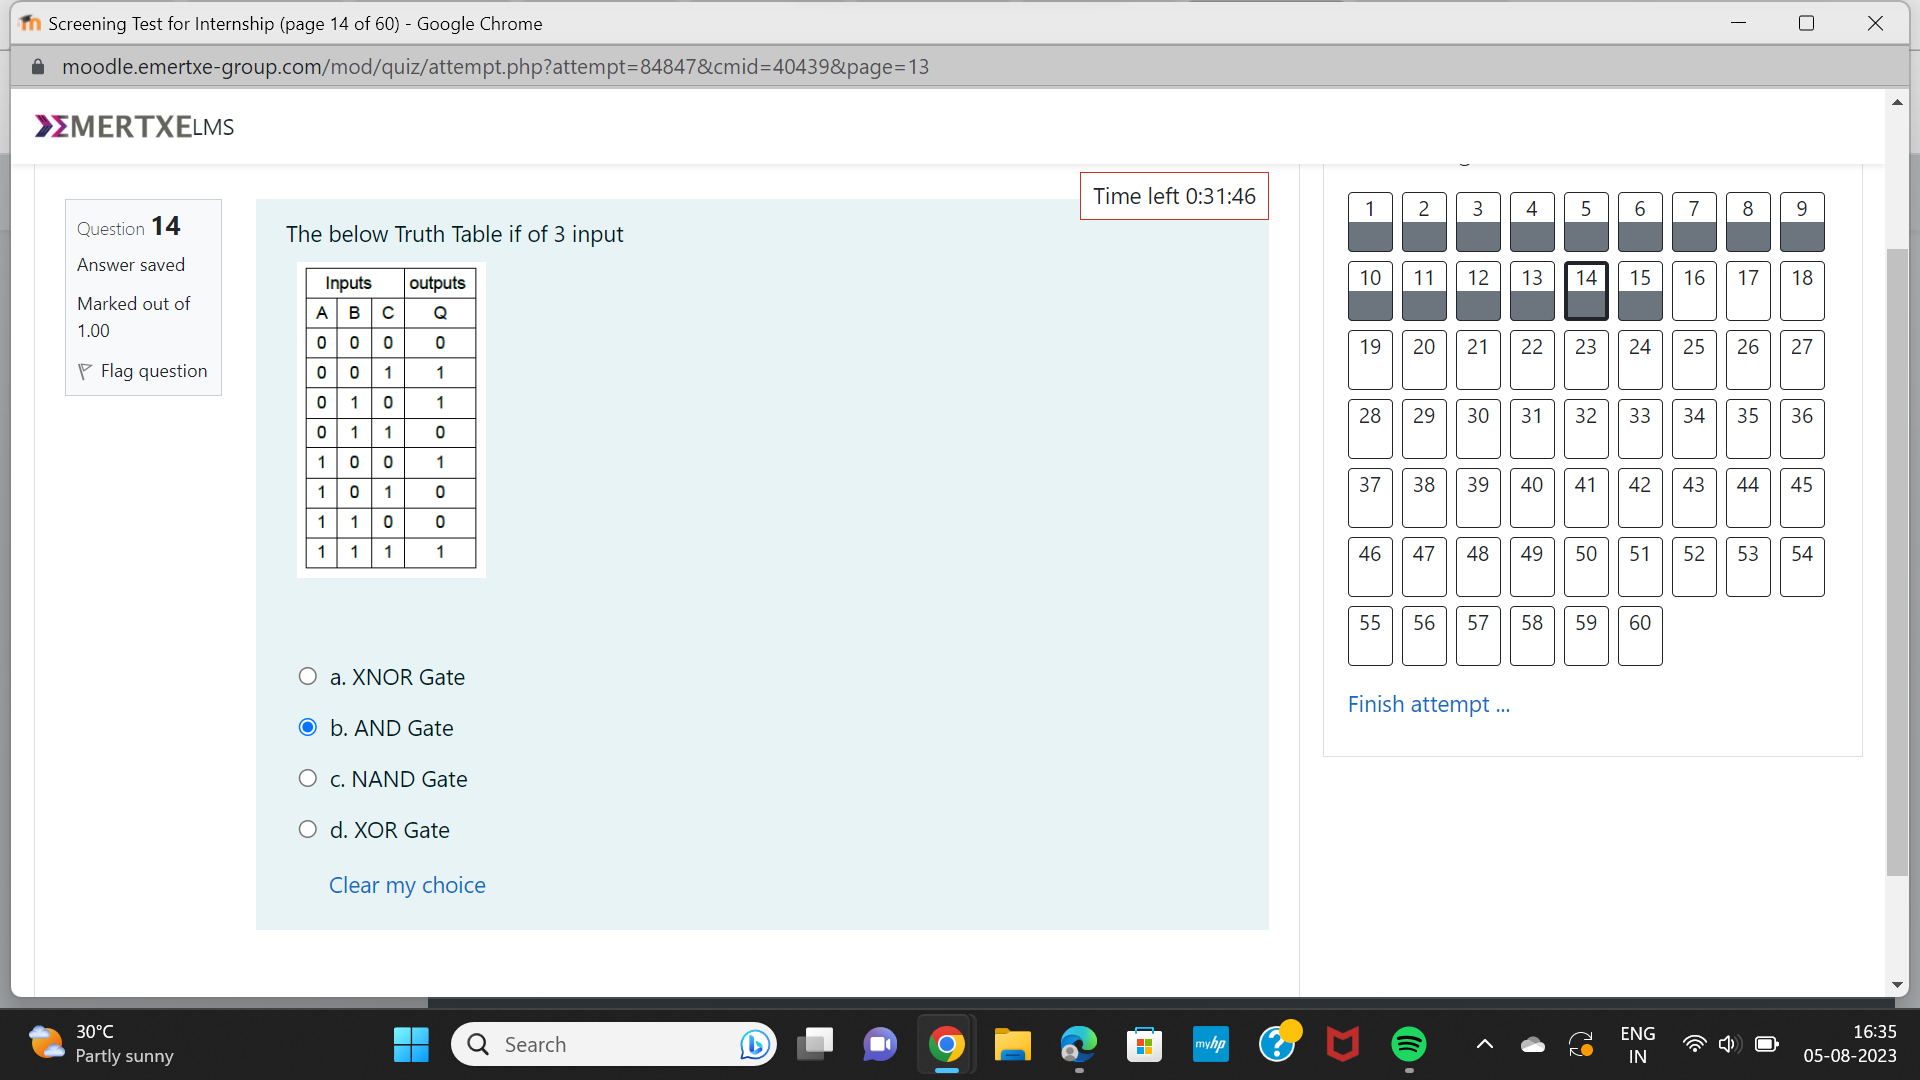 Screening Test for Internship (page 14 of 60) - Google Chrome
moodle.emertxe-group.com/mod/quiz/attempt.php?attempt=84847&cmid=40439&page=13
EMERTXE LMS
Time left 0:31:46
Question 14
Answer saved
Marked out of
1.00
Flag question
The below Truth Table if of 3 input
Inputs outputs
A B C Q
0 0 0 0
0 0 1 1
0 1 0 1
0 1 1 0
1 0 0 1
1 0 1 0
1 1 0 0
1 1 1 1
a. XNOR Gate
b. AND Gate
c. NAND Gate
d. XOR Gate
Clear my choice
1 2 3 4 5 6 7 8 9
10 11 12 13 14 15 16 17 18
19 20 21 22 23 24 25 26 27
28 29 30 31 32 33 34 35 36
37 38 39 40 41 42 43 44 45
46 47 48 49 50 51 52 53 54
55 56 57 58 59 60
Finish attempt ...
30°C
Partly sunny
Search
myhp
ENG
IN
16:35
05-08-2023